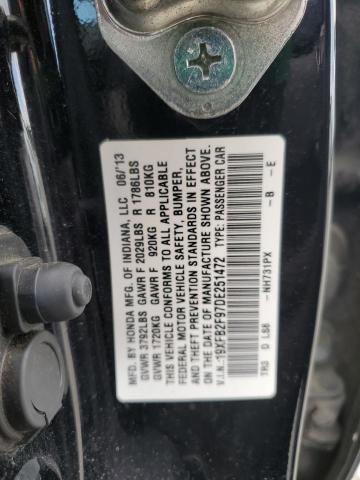 MFD. BY HONDA MFG. OF INDIANA, LLC 06/'13
GVWR 3792LBS GAWR F 2029LBS R 1786LBS
GVWR 1720KG GAWR F 920KG R 810KG
THIS VEHICLE CONFORMS TO ALL APPLICABLE
FEDERAL MOTOR VEHICLE SAFETY, BUMPER,
AND THEFT PREVENTION STANDARDS IN EFFECT
ON THE DATE OF MANUFACTURE SHOWN ABOVE.
V.I.N. :19XFB2F97DE251472 TYPE: PASSENGER CAR
TR3 D LSB - NH731PX - B - E